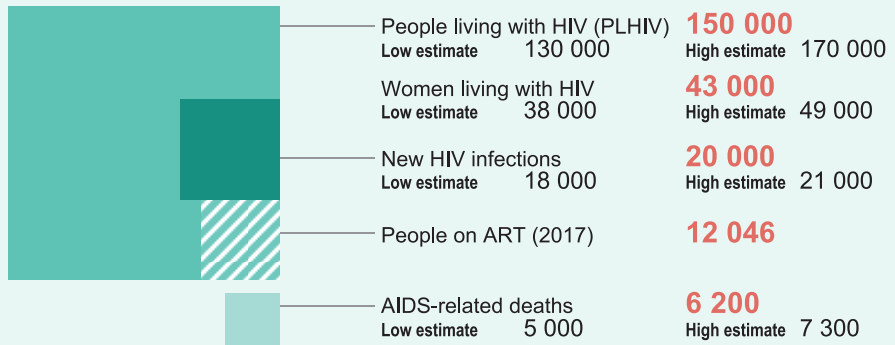 People living with HIV (PLHIV) 150 000
Low estimate 130 000 High estimate 170 000
Women living with HIV 43 000
Low estimate 38 000 High estimate 49 000
New HIV infections 20 000
Low estimate 18 000 High estimate 21 000
People on ART (2017) 12 046
AIDS-related deaths 6 200
Low estimate 5 000 High estimate 7 300